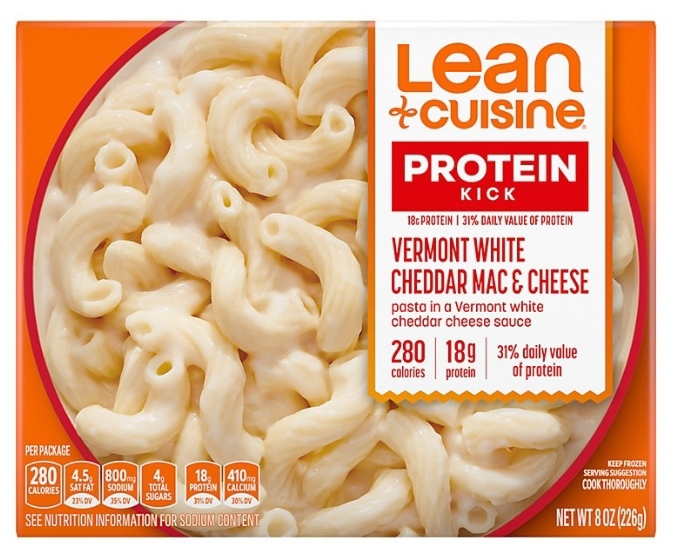 Lean
cuisine
PROTEIN
KICK
18g PROTEIN | 31% DAILY VALUE OF PROTEIN
VERMONT WHITE
CHEDDAR MAC & CHEESE
pasta in a Vermont white
cheddar cheese sauce
280 18g 31% daily value
calories protein of protein
PER PACKAGE
280 4.5g 800mg 4g 18g 410mg
CALORIES SAT FAT SODIUM TOTAL SUGARS PROTEIN CALCIUM
23% DV 35% DV 31% DV 30% DV
SEE NUTRITION INFORMATION FOR SODIUM CONTENT
KEEP FROZEN
SERVING SUGGESTION
COOK THOROUGHLY
NET WT 8 OZ (226g)